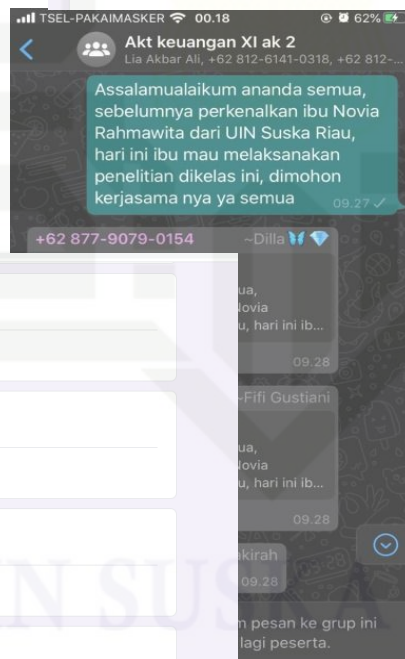 TSEL-PAKAIMASKER 00.18 62%
Akt keuangan XI ak 2
Lia Akbar Ali, +62 812-6141-0318, +62 812-...
Assalamualaikum ananda semua,
sebelumnya perkenalkan ibu Novia
Rahmawita dari UIN Suska Riau,
hari ini ibu mau melaksanakan
penelitian dikelas ini, dimohon
kerjasama nya ya semua 09.27
+62 877-9079-0154 ~Dilla
ua,
Novia
u, hari ini ib...
09.28
~Fifi Gustiani
ua,
Novia
u, hari ini ib...
09.28
akirah
09.28
N SUSKA
m pesan ke grup ini
lagi peserta.